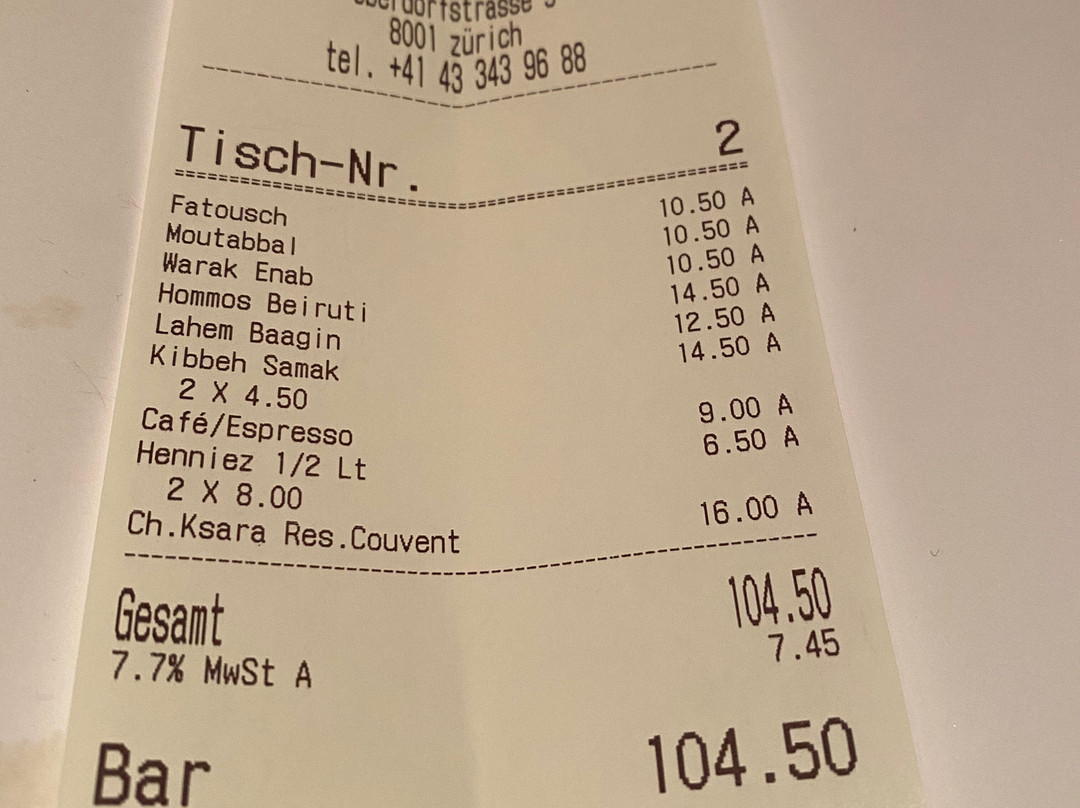 8001 zürich
tel. +41 43 343 96 88
Tisch-Nr. 2
Fatousch 10.50 A
Moutabbal 10.50 A
Warak Enab 10.50 A
Hommos Beiruti 14.50 A
Lahem Baagin 12.50 A
Kibbeh Samak 14.50 A
2 X 4.50
Café/Espresso 9.00 A
Henniez 1/2 Lt 6.50 A
2 X 8.00
Ch.Ksara Res.Couvent 16.00 A
Gesamt 104.50
7.7% MwSt A 7.45
Bar 104.50